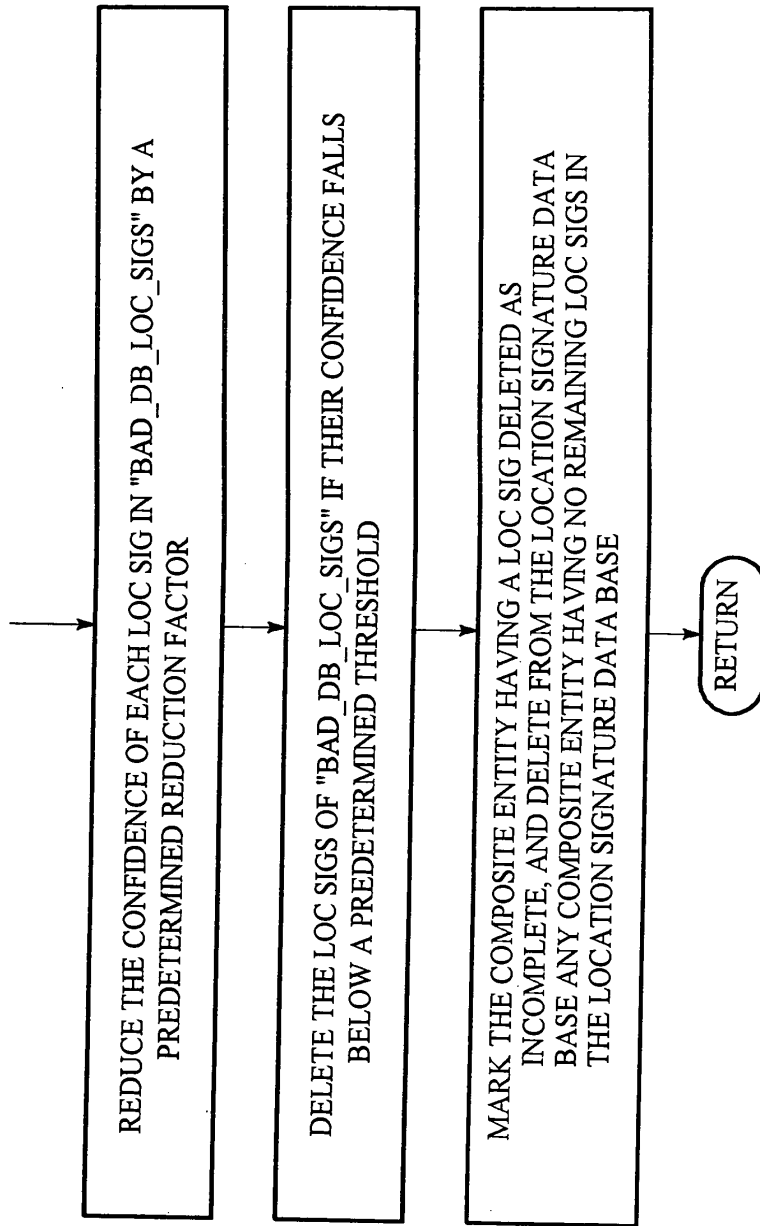 REDUCE THE CONFIDENCE OF EACH LOC SIG IN "BAD_DB_LOC_SIGS" BY A
PREDETERMINED REDUCTION FACTOR
DELETE THE LOC SIGS OF "BAD_DB_LOC_SIGS" IF THEIR CONFIDENCE FALLS
BELOW A PREDETERMINED THRESHOLD
MARK THE COMPOSITE ENTITY HAVING A LOC SIG DELETED AS
INCOMPLETE, AND DELETE FROM THE LOCATION SIGNATURE DATA
BASE ANY COMPOSITE ENTITY HAVING NO REMAINING LOC SIGS IN
THE LOCATION SIGNATURE DATA BASE
RETURN